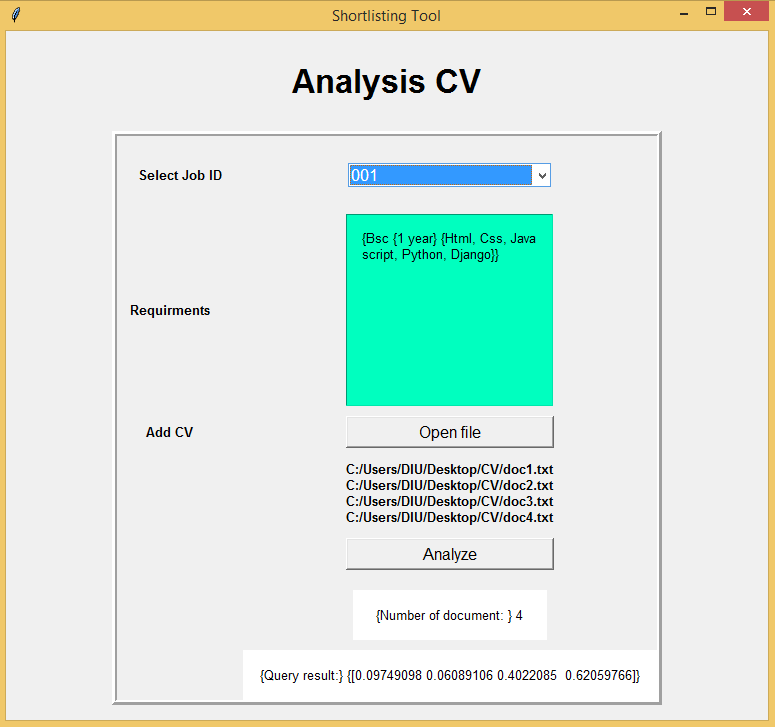 Shortlisting Tool
Analysis CV
Select Job ID
001
{Bsc {1 year} {Html, Css, Java
script, Python, Django}}
Requirments
Add CV
Open file
C:/Users/DIU/Desktop/CV/doc1.txt
C:/Users/DIU/Desktop/CV/doc2.txt
C:/Users/DIU/Desktop/CV/doc3.txt
C:/Users/DIU/Desktop/CV/doc4.txt
Analyze
{Number of document: } 4
{Query result:} {[0.09749098 0.06089106 0.4022085  0.62059766]}